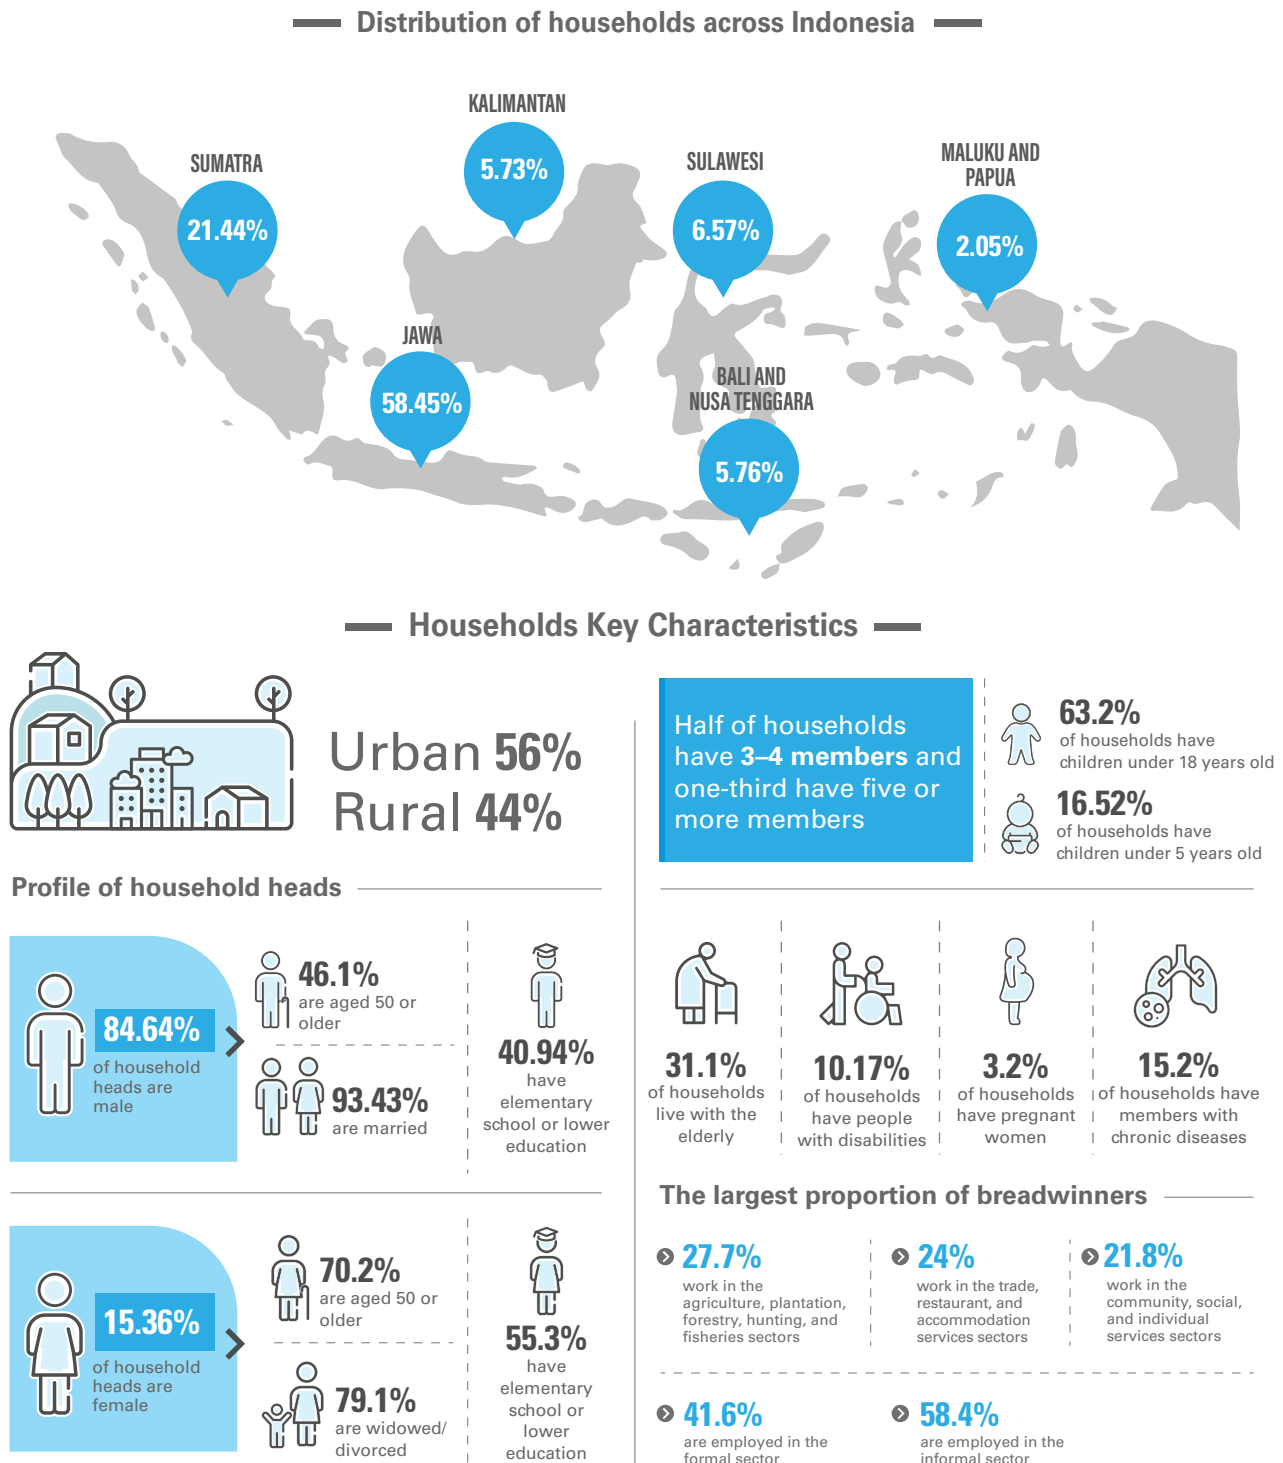 Distribution of households across Indonesia
KALIMANTAN
5.73%
SUMATRA
21.44%
SULAWESI
6.57%
MALUKU AND
PAPUA
2.05%
JAWA
58.45%
BALI AND
NUSA TENGGARA
5.76%
Households Key Characteristics
Urban 56%
Rural 44%
Half of households
have 3–4 members and
one-third have five or
more members
63.2%
of households have
children under 18 years old
16.52%
of households have
children under 5 years old
Profile of household heads
84.64%
of household
heads are
male
46.1%
are aged 50 or
older
93.43%
are married
40.94%
have
elementary
school or lower
education
15.36%
of household
heads are
female
70.2%
are aged 50 or
older
79.1%
are widowed/
divorced
55.3%
have
elementary
school or
lower
education
31.1%
of households
live with the
elderly
10.17%
of households
have people
with disabilities
3.2%
of households
have pregnant
women
15.2%
of households have
members with
chronic diseases
The largest proportion of breadwinners
27.7%
work in the
agriculture, plantation,
forestry, hunting, and
fisheries sectors
24%
work in the trade,
restaurant, and
accommodation
services sectors
21.8%
work in the
community, social,
and individual
services sectors
41.6%
are employed in the
formal sector
58.4%
are employed in the
informal sector